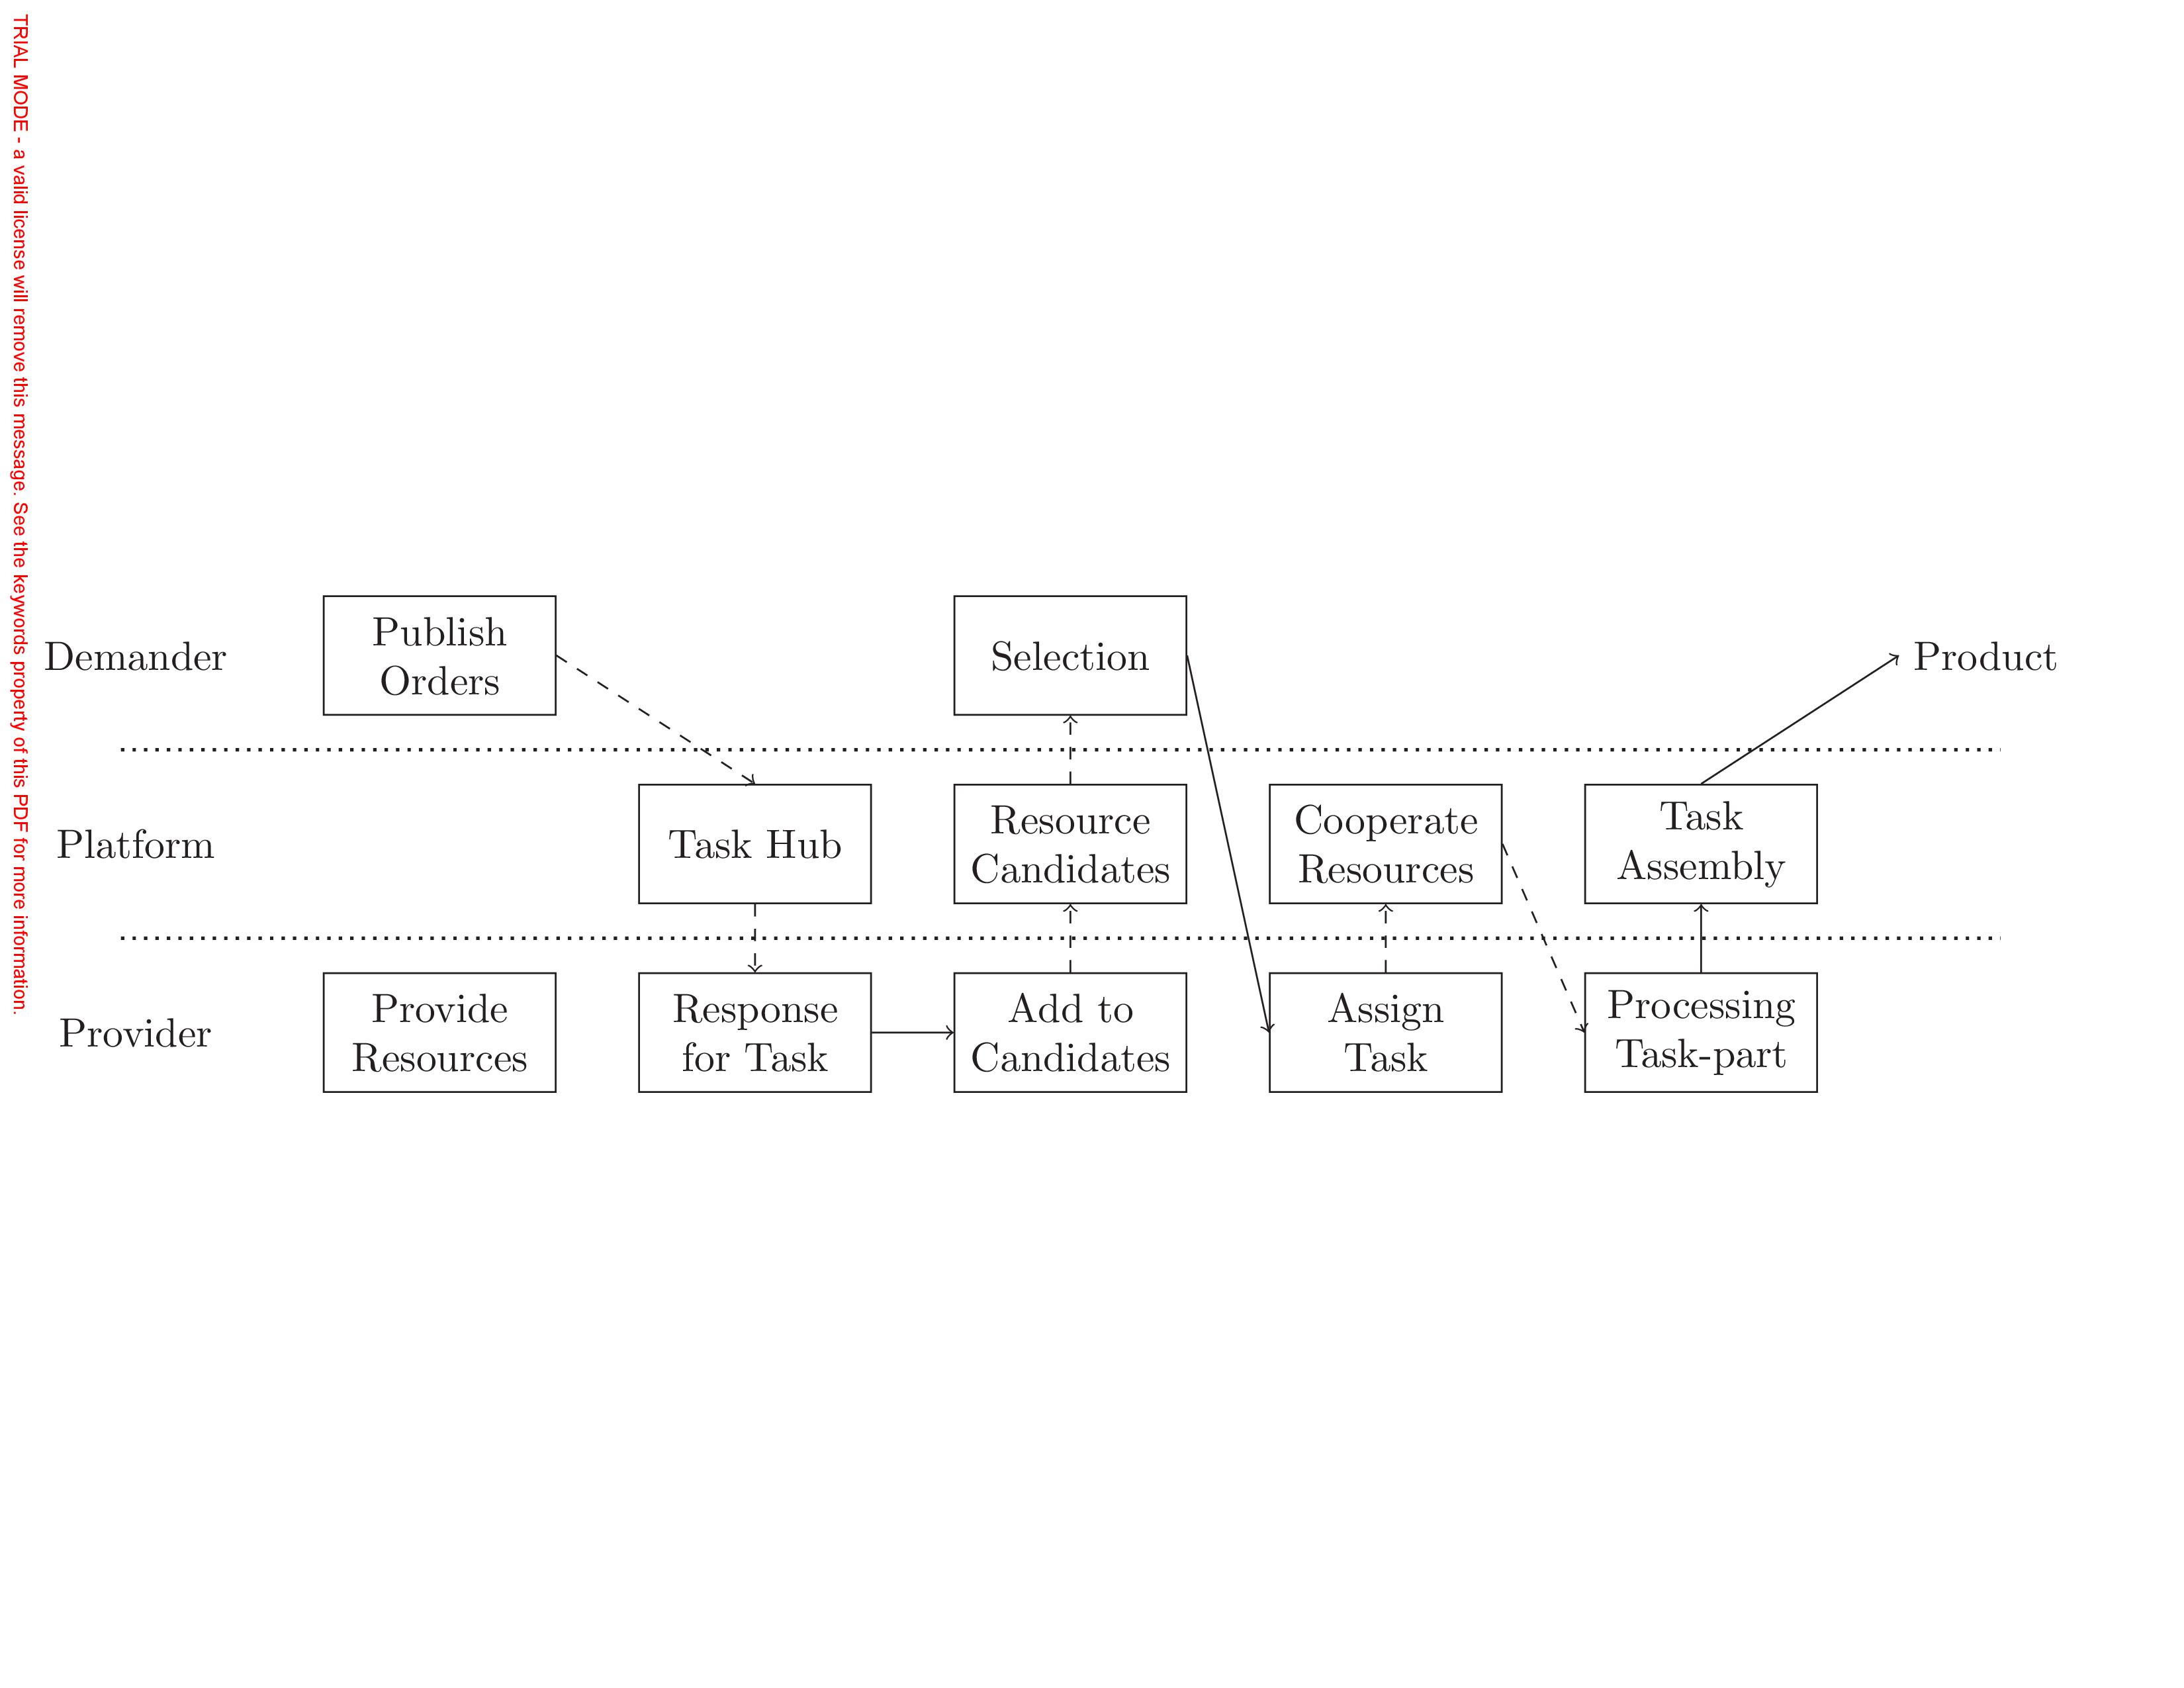 TRIAL MODE - a valid license will remove this message. See the keywords property of this PDF for more information.
Demander
Publish
Orders
Selection
Product
Platform
Task Hub
Resource
Candidates
Cooperate
Resources
Task
Assembly
Provider
Provide
Resources
Response
for Task
Add to
Candidates
Assign
Task
Processing
Task-part